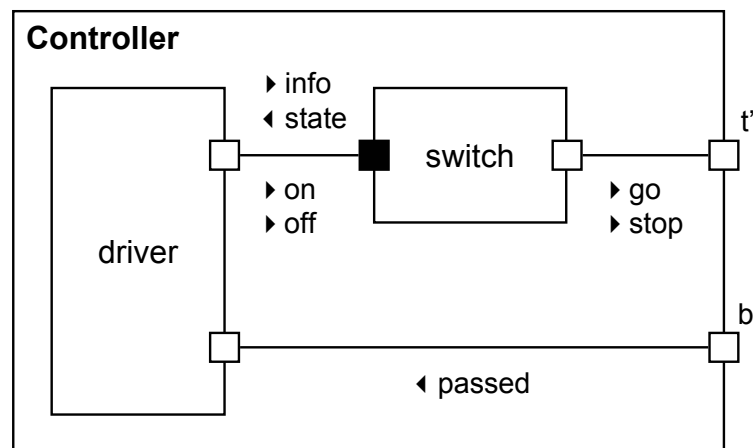 Controller
▸ info
◂ state
t'
switch
▸ on
▸ off
▸ go
▸ stop
driver
b
◂ passed